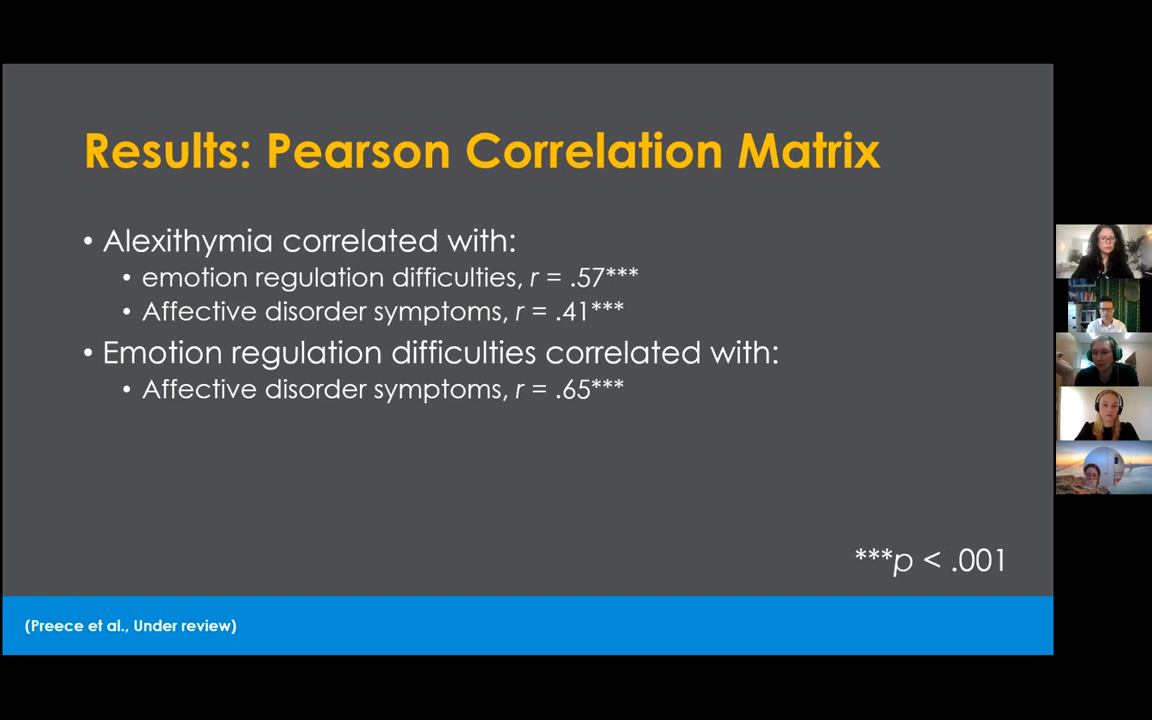 Results: Pearson Correlation Matrix
• Alexithymia correlated with:
• emotion regulation difficulties, r = .57***
• Affective disorder symptoms, r = .41***
• Emotion regulation difficulties correlated with:
• Affective disorder symptoms, r = .65***
***p < .001
(Preece et al., Under review)